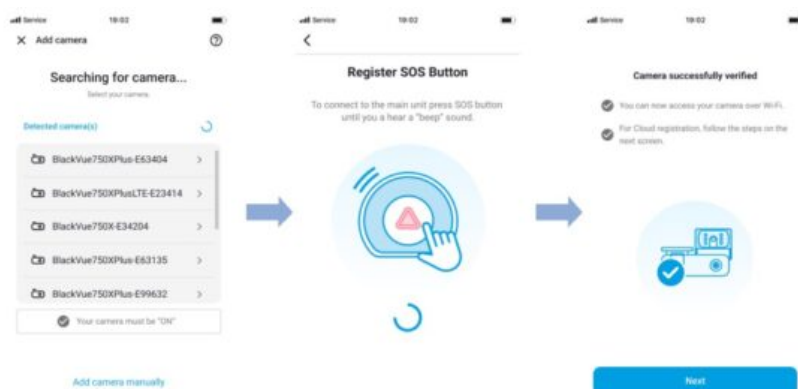 Service 19:02
Add camera
Searching for camera...
Select your camera.
Detected camera(s)
BlackVue750XPlus-E63404
BlackVue750XPlusLTE-E23414
BlackVue750X-E34204
BlackVue750XPlus-E63135
BlackVue750XPlus-E99632
Your camera must be "ON"
Add camera manually
Service 19:02
Register SOS Button
To connect to the main unit press SOS button
until you a hear a "beep" sound.
Service 19:02
Camera successfully verified
You can now access your camera over Wi-Fi.
For Cloud registration, follow the steps on the
next screen.
Next